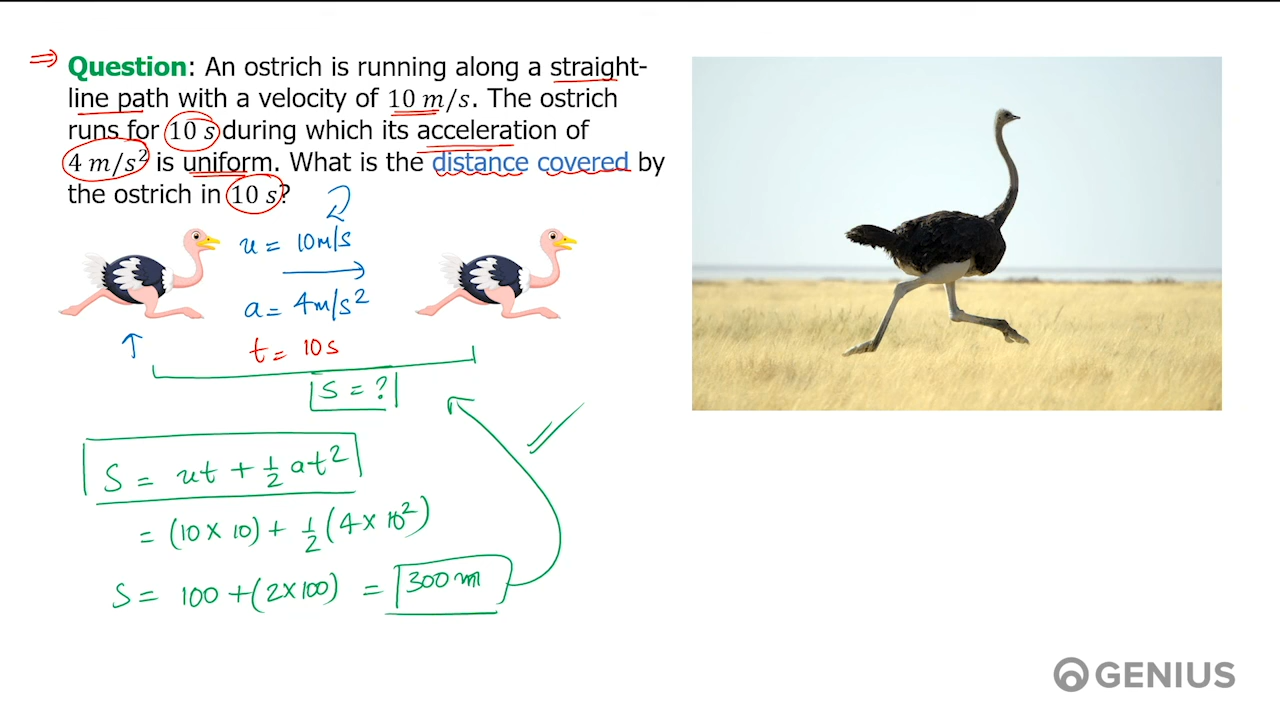 ⇒ Question: An ostrich is running along a straight-
line path with a velocity of 10 m/s. The ostrich
runs for 10 s during which its acceleration of
4 m/s² is uniform. What is the distance covered by
the ostrich in 10 s?
u = 10m/s
a = 4m/s²
t = 10s
S = ?
S = ut + 1/2 at²
= (10 × 10) + 1/2 (4 × 10²)
S = 100 + (2×100) = 300 m
GENIUS